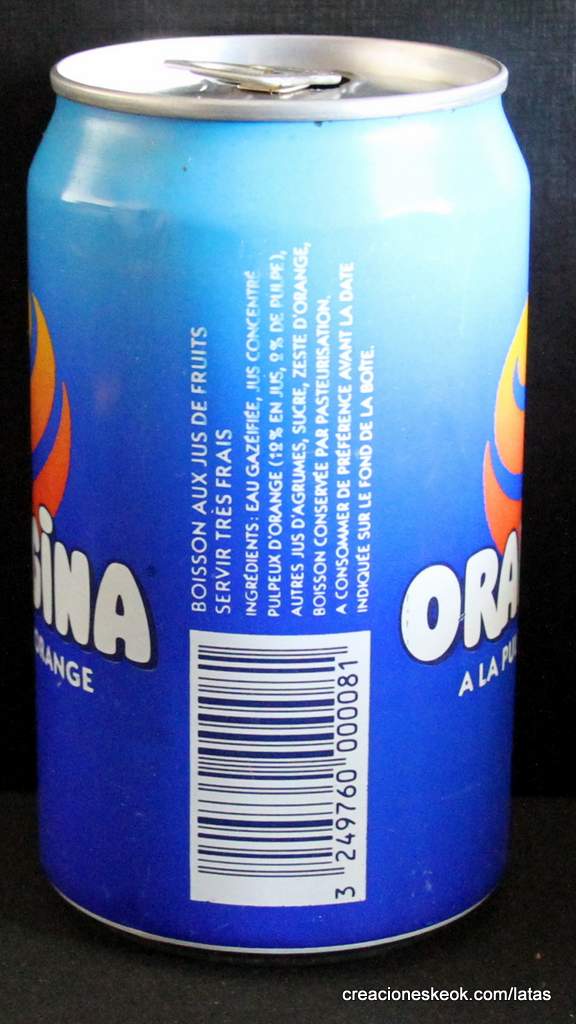 BOISSON AUX JUS DE FRUITS
SERVIR TRÈS FRAIS
INGRÉDIENTS : EAU GAZÉIFIÉE, JUS CONCENTRÉ
PULPEUX D'ORANGE (12% EN JUS, 2% DE PULPE),
AUTRES JUS D'AGRUMES, SUCRE, ZESTE D'ORANGE,
BOISSON CONSERVÉE PAR PASTEURISATION.
A CONSOMMER DE PRÉFÉRENCE AVANT LA DATE
INDIQUÉE SUR LE FOND DE LA BOÎTE.
SiNA
ORANGE
ORA
A LA PU
3 249760 000081
creacioneskeok.com/latas